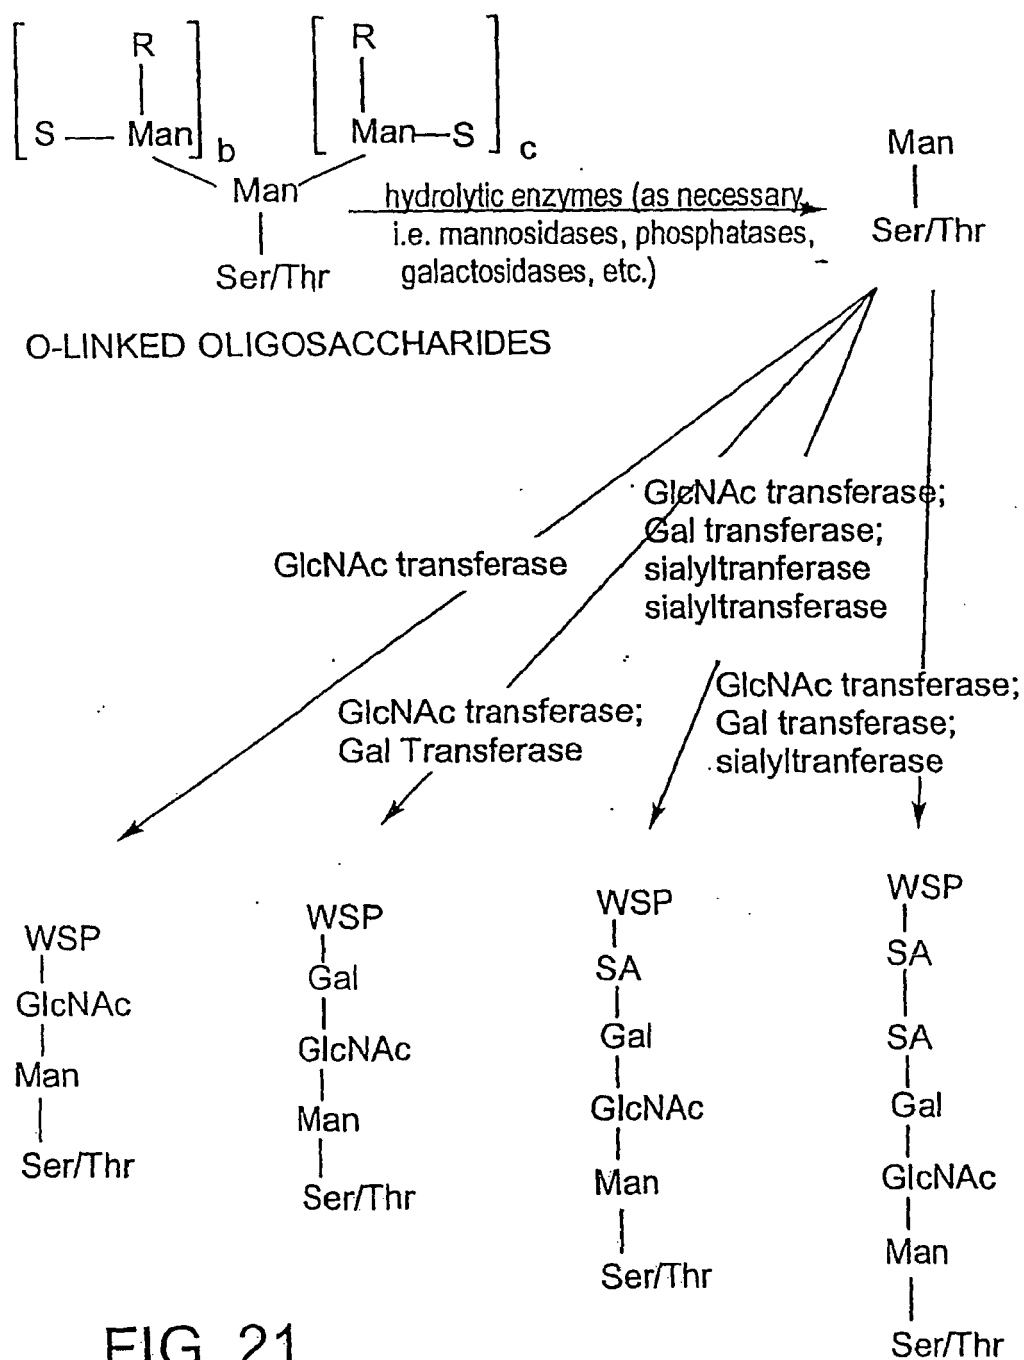 R
R
S
Man
b
Man
S
c
Man
Ser/Thr
hydrolytic enzymes (as necessary
i.e. mannosidases, phosphatases,
galactosidases, etc.)
Man
Ser/Thr
O-LINKED OLIGOSACCHARIDES
GlcNAc transferase
GlcNAc transferase;
Gal transferase;
sialyltranferase
sialyltransferase
GlcNAc transferase;
Gal Transferase
GlcNAc transferase;
Gal transferase;
sialyltranferase
WSP
GlcNAc
Man
Ser/Thr
WSP
Gal
GlcNAc
Man
Ser/Thr
WSP
SA
Gal
GlcNAc
Man
Ser/Thr
WSP
SA
SA
Gal
GlcNAc
Man
Ser/Thr
FIG. 21